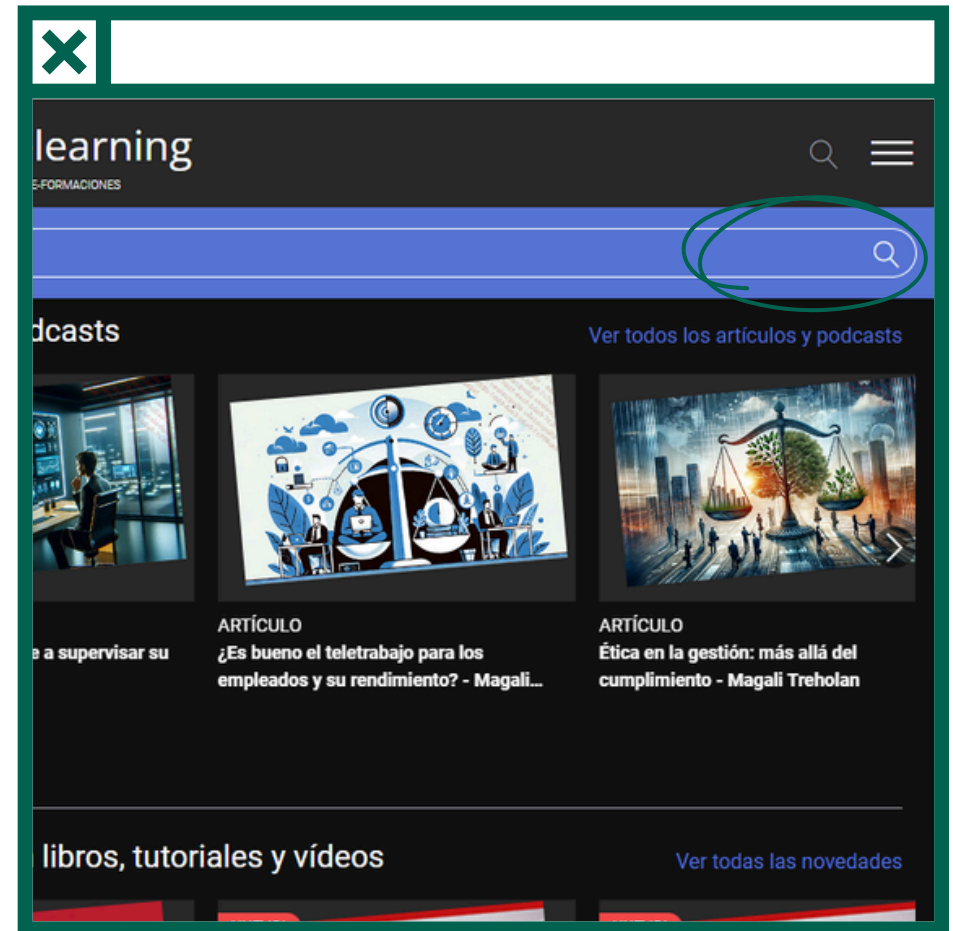 learning
E-FORMACIONES
dcasts
Ver todos los artículos y podcasts
e a supervisar su
ARTÍCULO
¿Es bueno el teletrabajo para los
empleados y su rendimiento? - Magali...
ARTÍCULO
Ética en la gestión: más allá del
cumplimiento - Magali Treholan
libros, tutoriales y vídeos
Ver todas las novedades